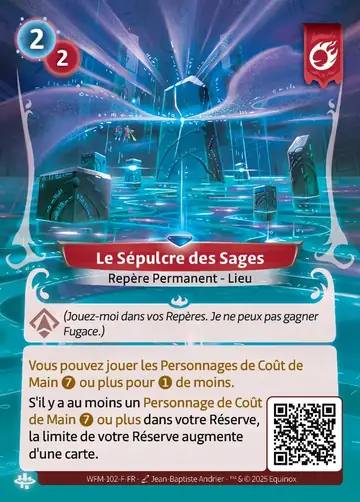 2
2
Le Sépulcre des Sages
Repère Permanent - Lieu
(Jouez-moi dans vos Repères. Je ne peux pas gagner
Fugace.)
Vous pouvez jouer les Personnages de Coût de
Main 7 ou plus pour 1 de moins.
S'il y a au moins un Personnage de Coût
de Main 7 ou plus dans votre Réserve,
la limite de votre Réserve augmente
d'une carte.
WFM-102-F-FR - Jean-Baptiste Andrier - ™ & © 2025 Equinox